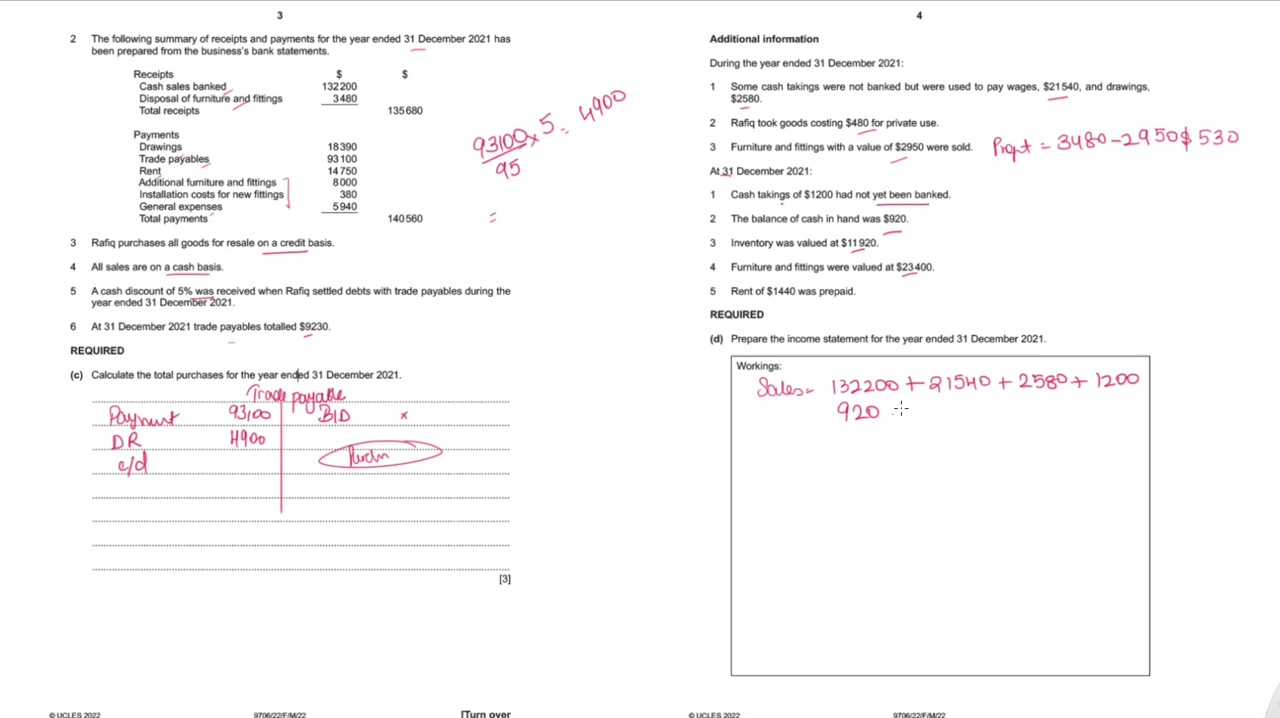 3
2 The following summary of receipts and payments for the year ended 31 December 2021 has
been prepared from the business's bank statements.
Receipts $ $
Cash sales banked 132200
Disposal of furniture and fittings 3480
Total receipts 135680
Payments
Drawings 18390
Trade payables 93100
Rent 14750
Additional furniture and fittings 8000
Installation costs for new fittings 380
General expenses 5940
Total payments 140560
93100 x 5 = 4900
95
=
3 Rafiq purchases all goods for resale on a credit basis.
4 All sales are on a cash basis.
5 A cash discount of 5% was received when Rafiq settled debts with trade payables during the
year ended 31 December 2021.
6 At 31 December 2021 trade payables totalled $9230.
REQUIRED
(c) Calculate the total purchases for the year ended 31 December 2021.
Trade payable
Payment 93,100 B/D x
DR 4900
c/d
[3]
© UCLES 2022 9706/22/F/M/22 [Turn over
4
Additional information
During the year ended 31 December 2021:
1 Some cash takings were not banked but were used to pay wages, $21540, and drawings,
$2580.
2 Rafiq took goods costing $480 for private use.
3 Furniture and fittings with a value of $2950 were sold.
= 3480-2950 $ 530
At 31 December 2021:
1 Cash takings of $1200 had not yet been banked.
2 The balance of cash in hand was $920.
3 Inventory was valued at $11920.
4 Furniture and fittings were valued at $23400.
5 Rent of $1440 was prepaid.
REQUIRED
(d) Prepare the income statement for the year ended 31 December 2021.
Workings:
Sales= 132200 + 21540 + 2580 + 1200
920
© UCLES 2022 9706/22/F/M/22